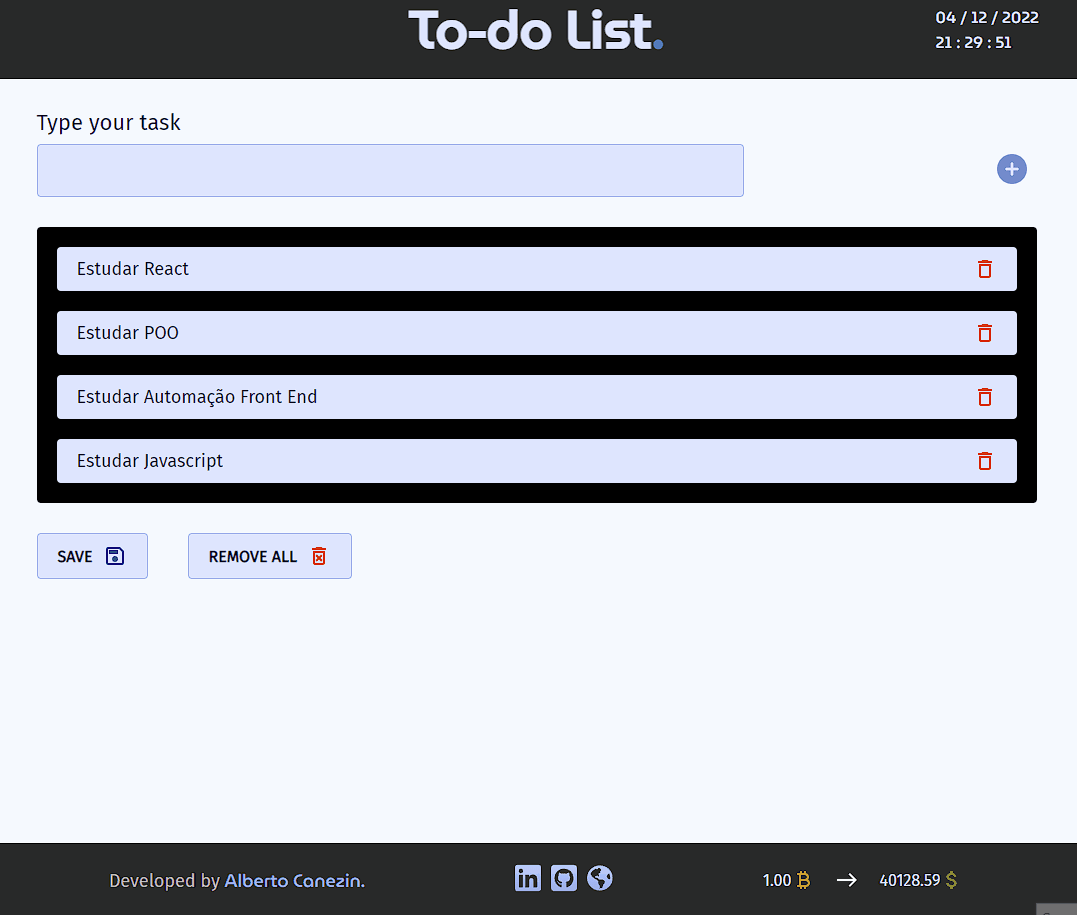 To-do List.
04 / 12 / 2022
21 : 29 : 51
Type your task
Estudar React
Estudar POO
Estudar Automação Front End
Estudar Javascript
SAVE
REMOVE ALL
Developed by Alberto Canezin.
1.00 ₿ → 40128.59 $